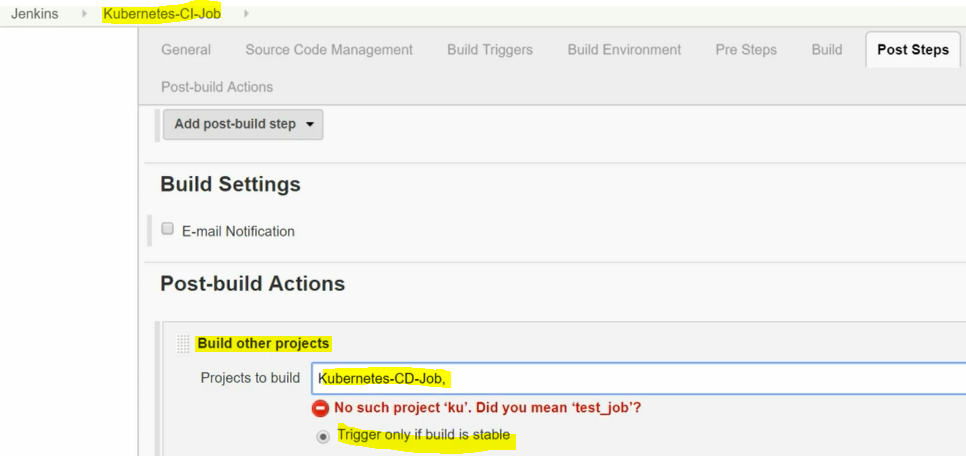 Jenkins Kubernetes-CI-Job
General Source Code Management Build Triggers Build Environment Pre Steps Build Post Steps
Post-build Actions
Add post-build step
Build Settings
E-mail Notification
Post-build Actions
Build other projects
Projects to build Kubernetes-CD-Job,
No such project ‘ku’. Did you mean ‘test_job’?
Trigger only if build is stable